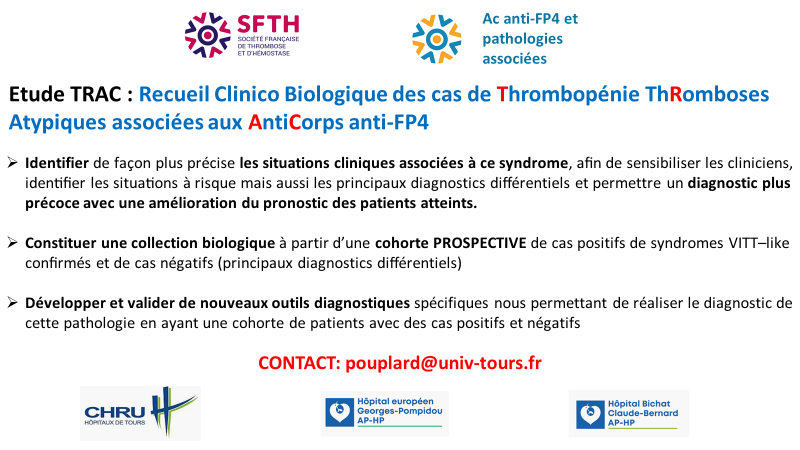 SFTH
SOCIÉTÉ FRANÇAISE
DE THROMBOSE
ET D'HÉMOSTASE
Ac anti-FP4 et
pathologies
associées
Etude TRAC : Recueil Clinico Biologique des cas de Thrombopénie ThRomboses
Atypiques associées aux AntiCorps anti-FP4
➢ Identifier de façon plus précise les situations cliniques associées à ce syndrome, afin de sensibiliser les cliniciens,
identifier les situations à risque mais aussi les principaux diagnostics différentiels et permettre un diagnostic plus
précoce avec une amélioration du pronostic des patients atteints.
➢ Constituer une collection biologique à partir d'une cohorte PROSPECTIVE de cas positifs de syndromes VITT–like
confirmés et de cas négatifs (principaux diagnostics différentiels)
➢ Développer et valider de nouveaux outils diagnostiques spécifiques nous permettant de réaliser le diagnostic de
cette pathologie en ayant une cohorte de patients avec des cas positifs et négatifs
CONTACT: pouplard@univ-tours.fr
CHRU
HÔPITAUX DE TOURS
Hôpital européen
Georges-Pompidou
AP-HP
Hôpital Bichat
Claude-Bernard
AP-HP